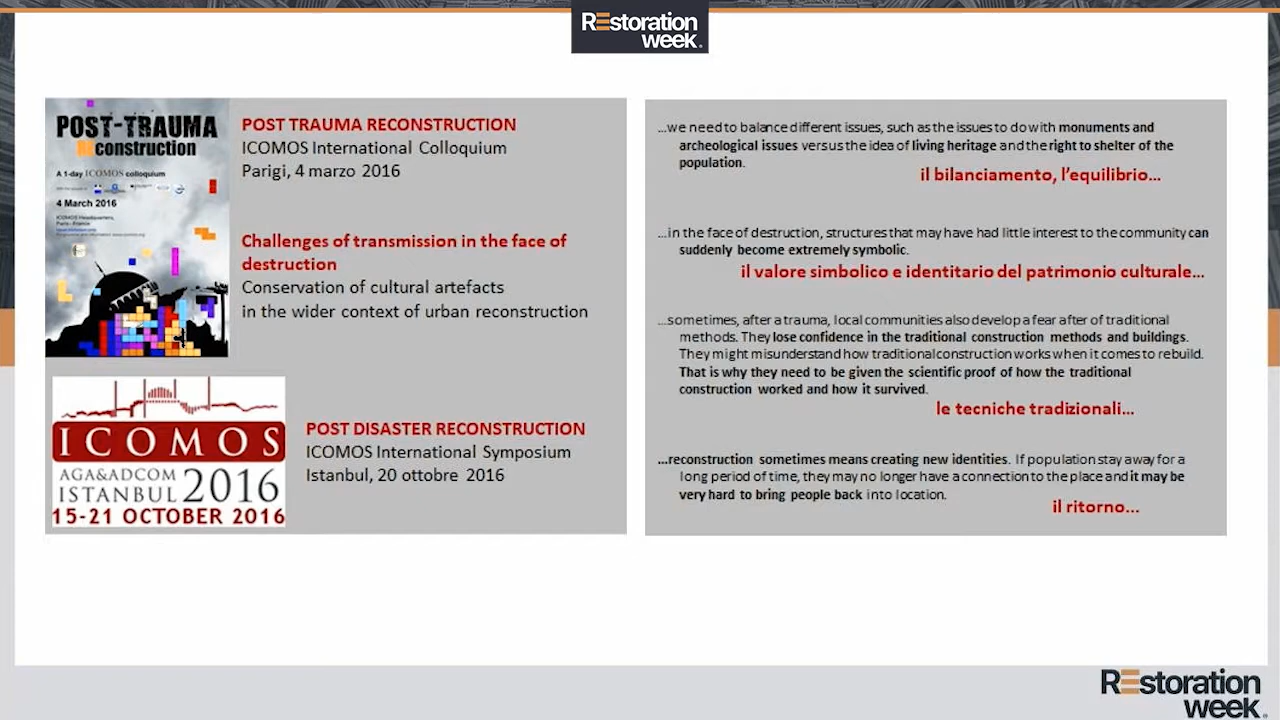 REstoration
week.
POST-TRAUMA
REconstruction
A 1-day ICOMOS colloquium
4 March 2016
ICOMOS Headquarters,
Paris - France
POST TRAUMA RECONSTRUCTION
ICOMOS International Colloquium
Parigi, 4 marzo 2016
Challenges of transmission in the face of
destruction
Conservation of cultural artefacts
in the wider context of urban reconstruction
ICOMOS
AGA&ADCOM
ISTANBUL 2016
15-21 OCTOBER 2016
POST DISASTER RECONSTRUCTION
ICOMOS International Symposium
Istanbul, 20 ottobre 2016
...we need to balance different issues, such as the issues to do with monuments and
archeological issues versus the idea of living heritage and the right to shelter of the
population.
il bilanciamento, l'equilibrio...
...in the face of destruction, structures that may have had little interest to the community can
suddenly become extremely symbolic.
il valore simbolico e identitario del patrimonio culturale...
...sometimes, after a trauma, local communities also develop a fear after of traditional
methods. They lose confidence in the traditional construction methods and buildings.
They might misunderstand how traditional construction works when it comes to rebuild.
That is why they need to be given the scientific proof of how the traditional
construction worked and how it survived.
le tecniche tradizionali...
...reconstruction sometimes means creating new identities. If population stay away for a
long period of time, they may no longer have a connection to the place and it may be
very hard to bring people back into location.
il ritorno...
REstoration
week.